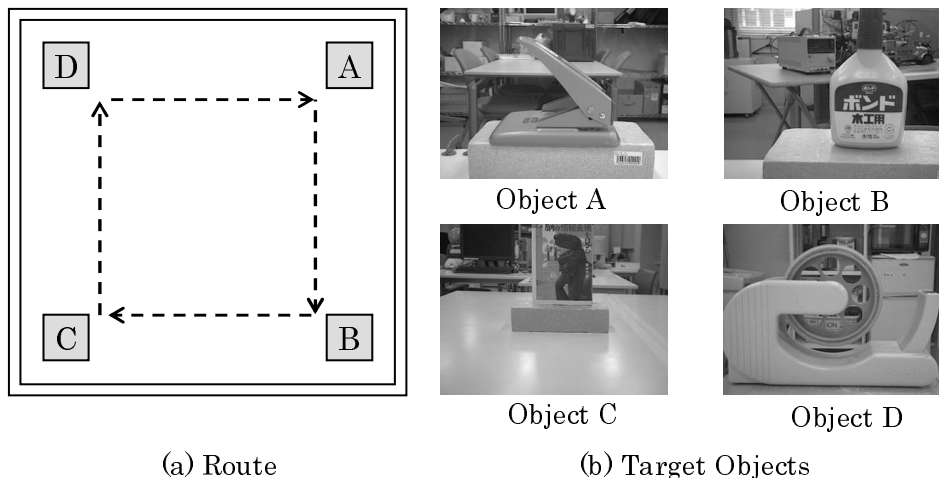 D
A
C
B
(a) Route
Object A
ボンド
木工用
Object B
Object C
Object D
(b) Target Objects